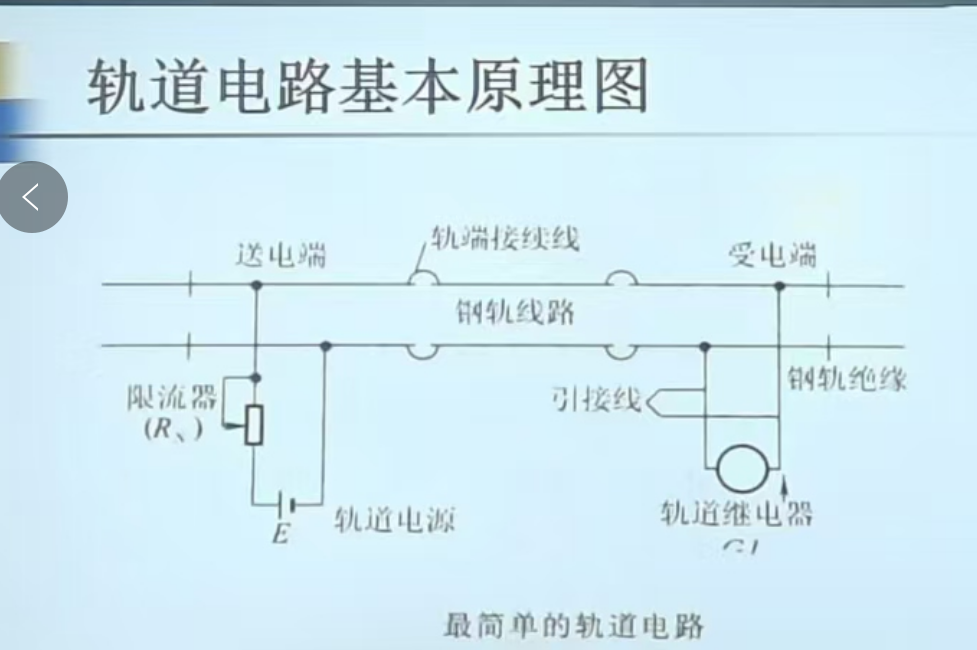 轨道电路基本原理图
轨端接续线
送电端
受电端
钢轨线路
钢轨绝缘
限流器
引接线
(R、)
轨道电源
轨道继电器
E
最简单的轨道电路